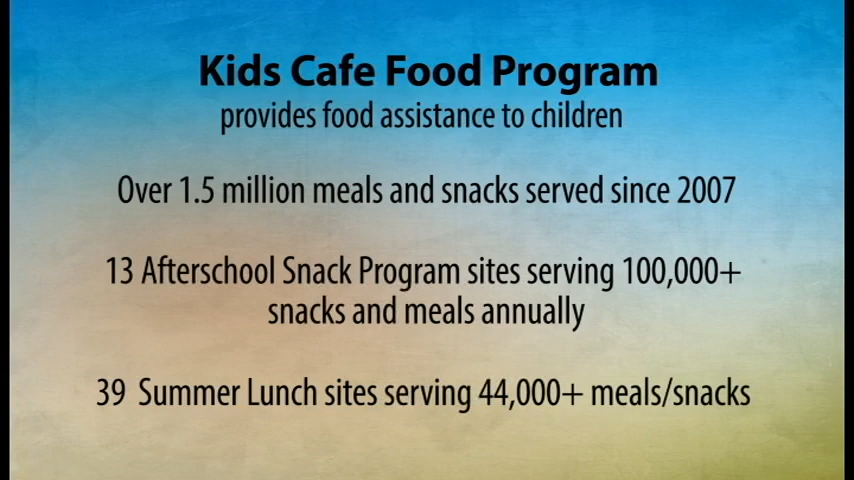 Kids Cafe Food Program
provides food assistance to children
Over 1.5 million meals and snacks served since 2007
13 Afterschool Snack Program sites serving 100,000+
snacks and meals annually
39 Summer Lunch sites serving 44,000+ meals/snacks